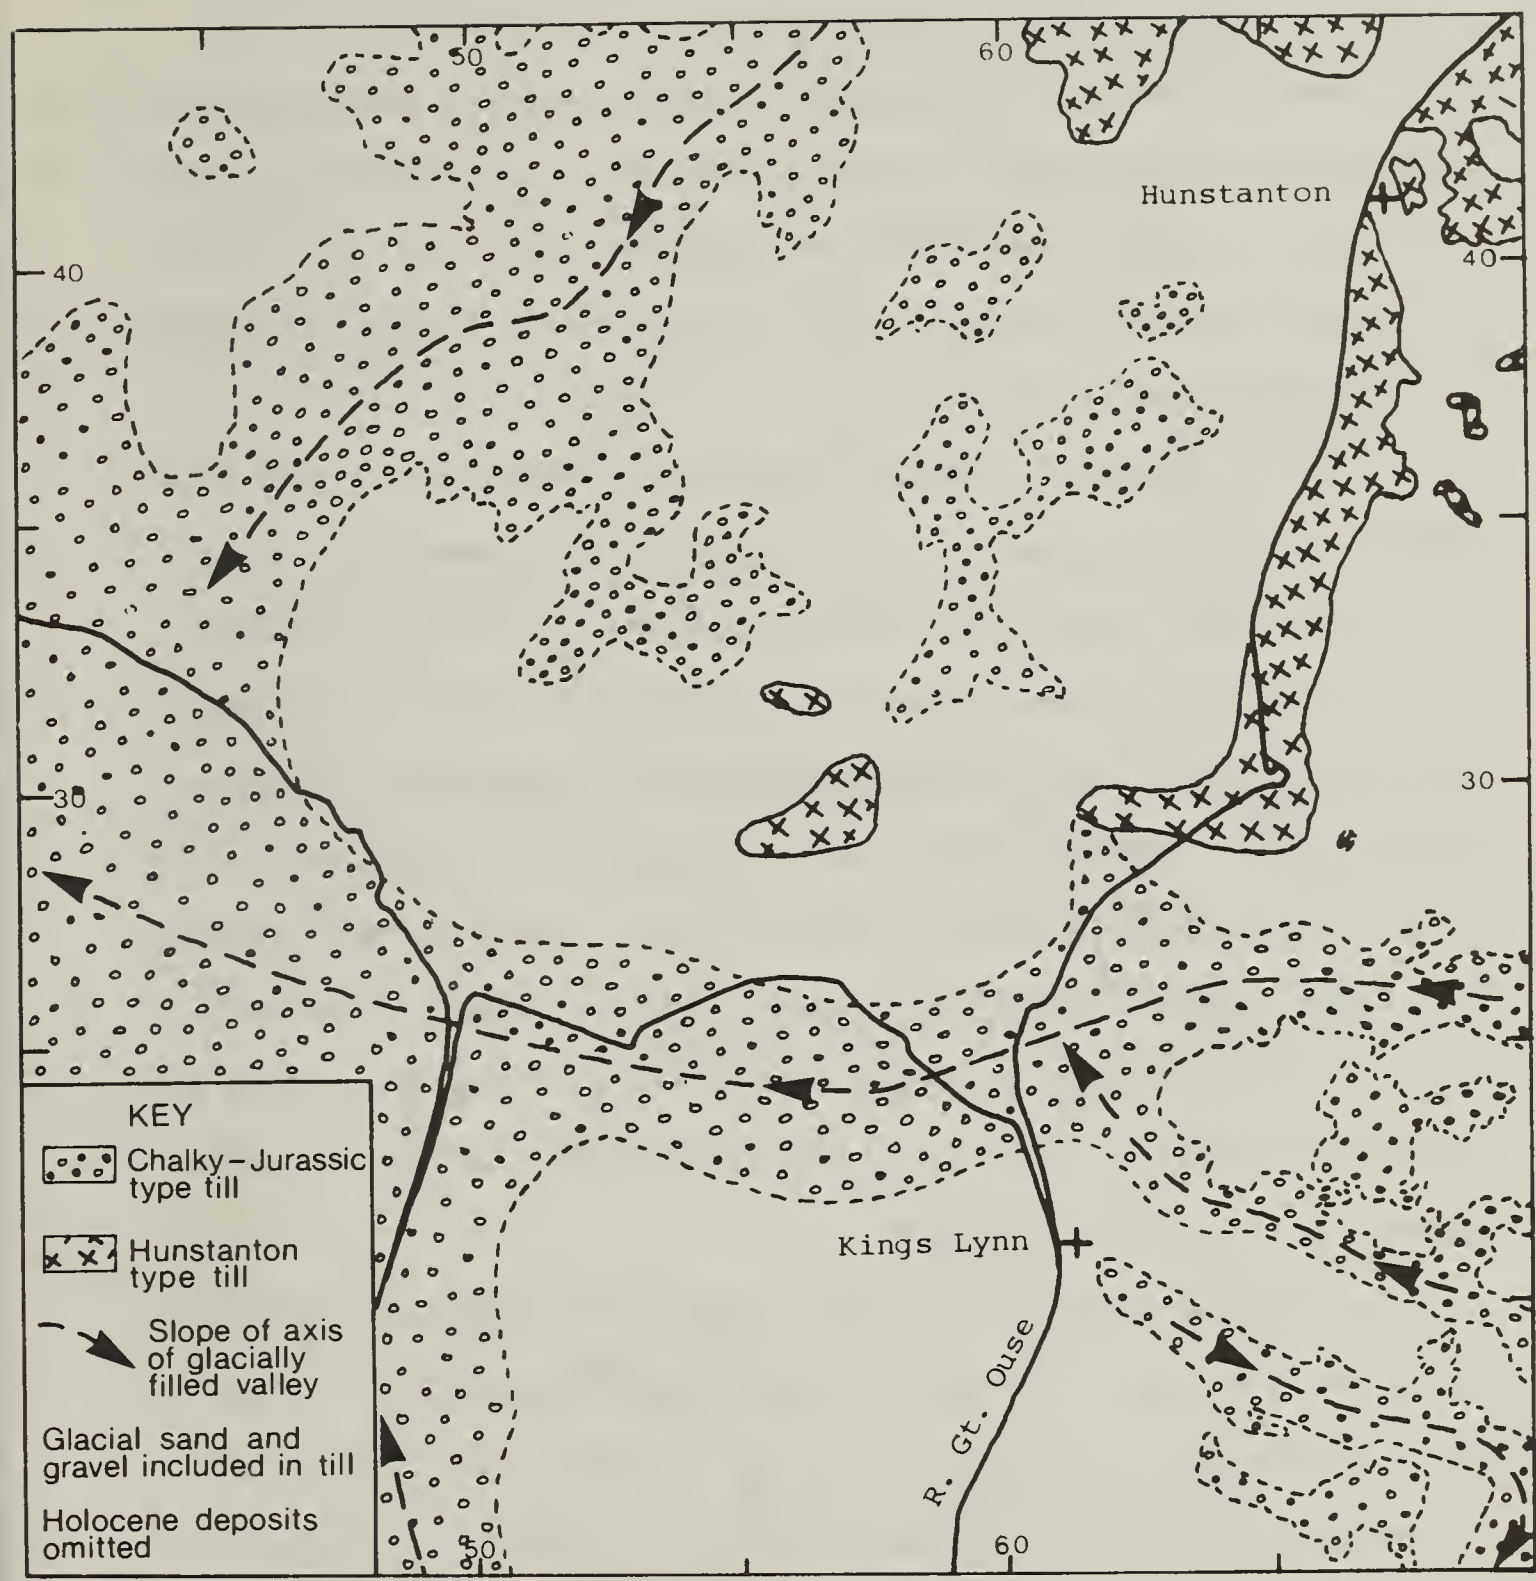 50
60
Hunstanton
40
40
30
30
KEY
Chalky-Jurassic
type till
Hunstanton
type till
Slope of axis
of glacially
filled valley
Glacial sand and
gravel included in till
Holocene deposits
omitted
Kings Lynn
R. Gt. Ouse
50
60